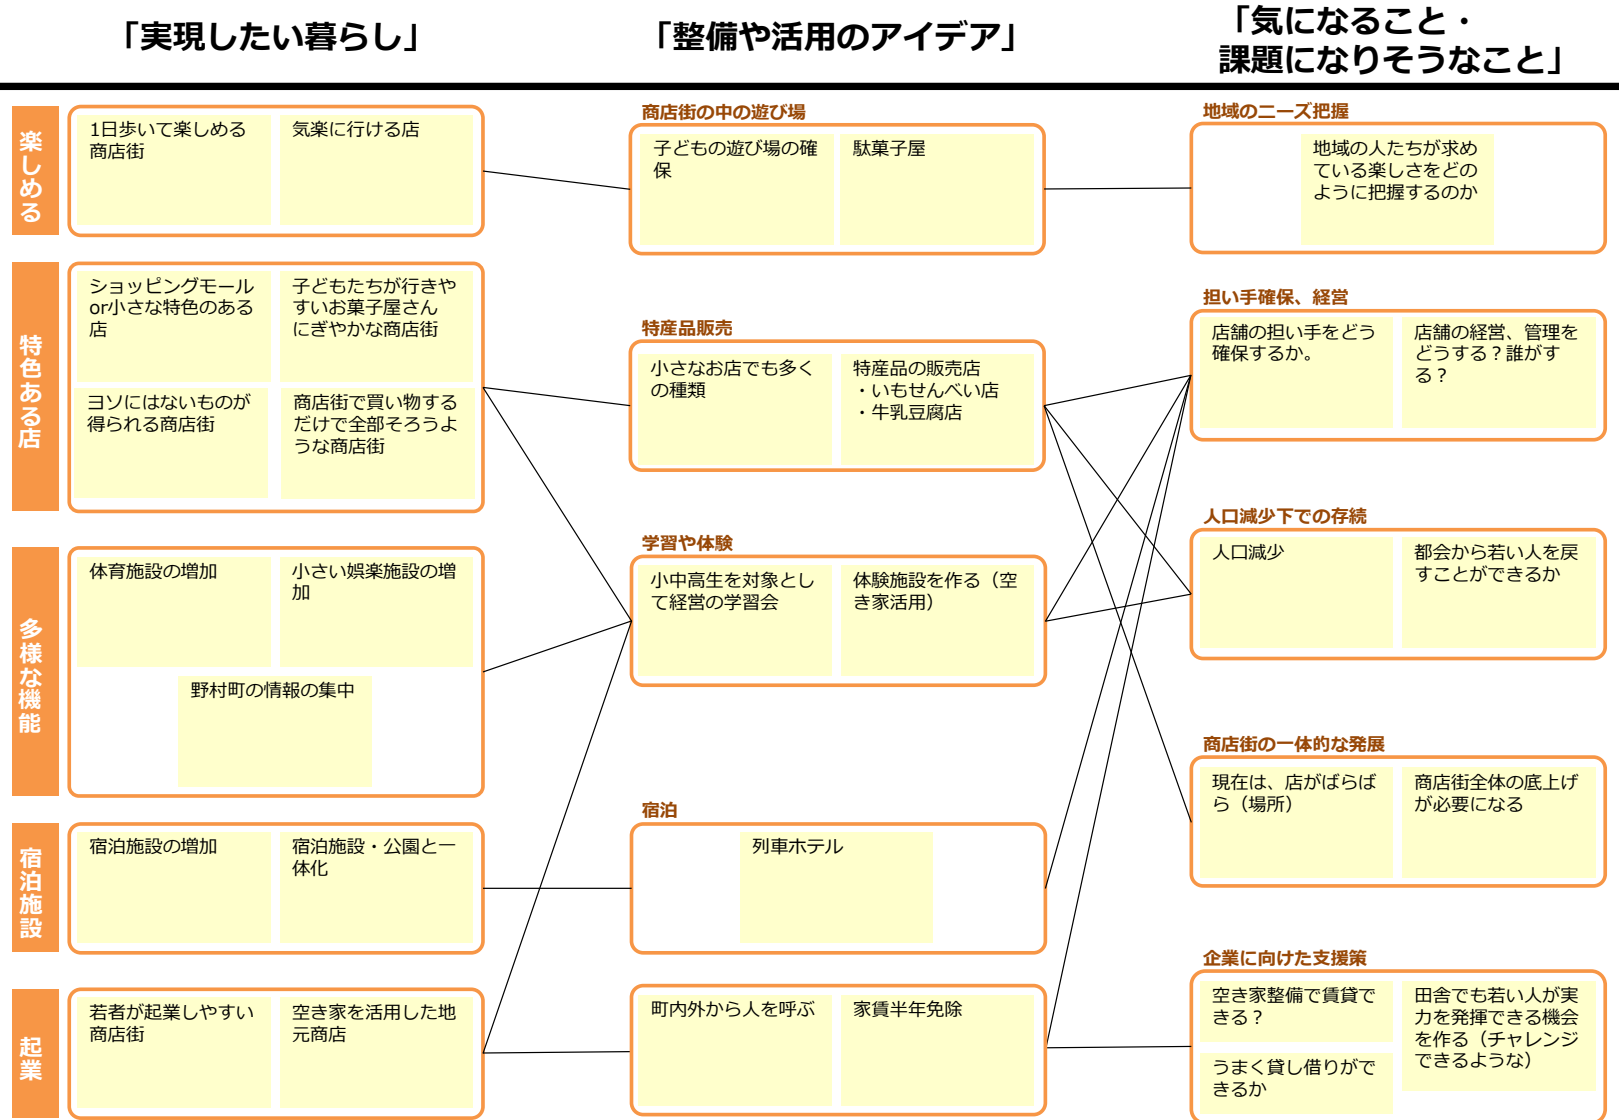 「実現したい暮らし」
「整備や活用のアイデア」
「気になること・
課題になりそうなこと」
楽しめる
1日歩いて楽しめる
商店街
気楽に行ける店
商店街の中の遊び場
子どもの遊び場の確
保
駄菓子屋
地域のニーズ把握
地域の人たちが求め
ている楽しさをどの
ように把握するのか
特色ある店
ショッピングモール
or小さな特色のある
店
子どもたちが行きや
すいお菓子屋さん
にぎやかな商店街
ヨソにはないものが
得られる商店街
商店街で買い物する
だけで全部そろうよ
うな商店街
特産品販売
小さなお店でも多く
の種類
特産品の販売店
・いもせんべい店
・牛乳豆腐店
担い手確保、経営
店舗の担い手をどう
確保するか。
店舗の経営、管理を
どうする？誰がす
る？
多様な機能
体育施設の増加
小さい娯楽施設の増
加
野村町の情報の集中
学習や体験
小中高生を対象とし
て経営の学習会
体験施設を作る（空
き家活用）
人口減少下での存続
人口減少
都会から若い人を戻
すことができるか
商店街の一体的な発展
現在は、店がばらば
ら（場所）
商店街全体の底上げ
が必要になる
宿泊施設
宿泊施設の増加
宿泊施設・公園と一
体化
宿泊
列車ホテル
起業
若者が起業しやすい
商店街
空き家を活用した地
元商店
町内外から人を呼ぶ
家賃半年免除
企業に向けた支援策
空き家整備で賃貸で
きる？
うまく貸し借りがで
きるか
田舎でも若い人が実
力を発揮できる機会
を作る（チャレンジ
できるような）